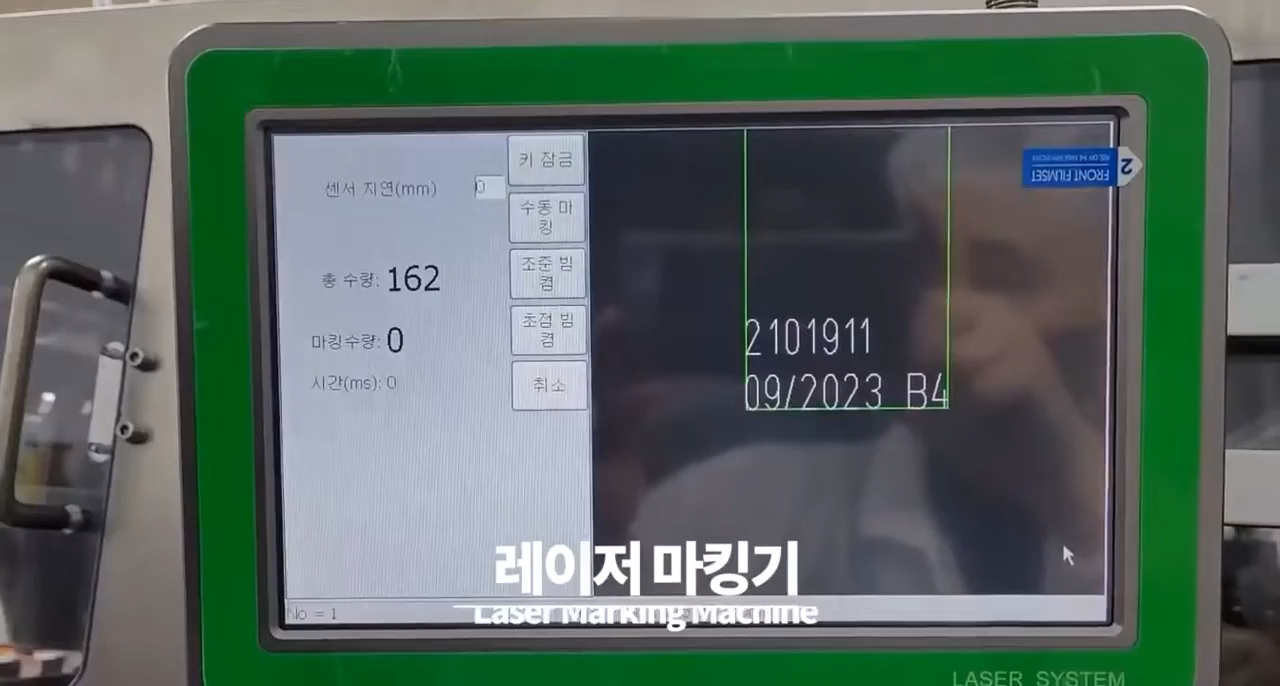 센서 지연(mm) 0
총 수량: 162
마킹수량: 0
시간(ms): 0
키 잠금
수동 마
킹
조준 빔
켬
초점 빔
켬
취소
2101911
09/2023 B4
FRONT FILMSET
2
No = 1
레이저 마킹기
Laser Marking Machine
LASER SYSTEM